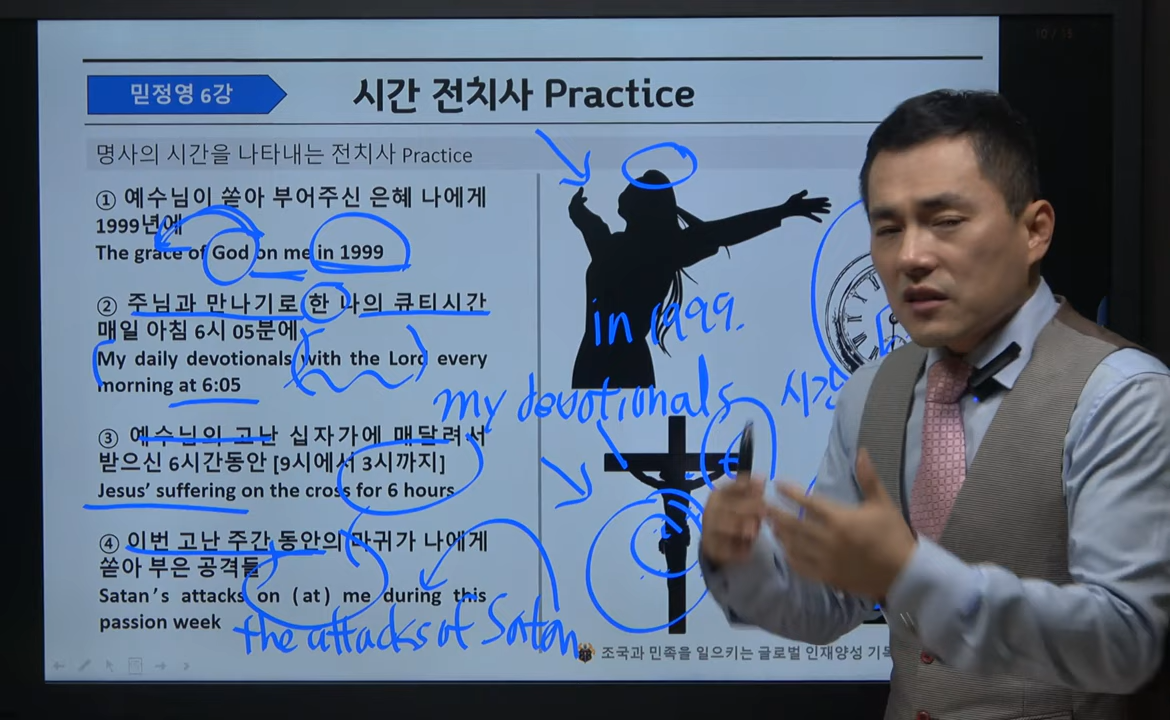 10 / 15
믿정영 6강
시간 전치사 Practice
명사의 시간을 나타내는 전치사 Practice
① 예수님이 쏟아 부어주신 은혜 나에게
1999년에
The grace of God on me in 1999
② 주님과 만나기로 한 나의 큐티시간
매일 아침 6시 05분에
My daily devotionals with the Lord every
morning at 6:05
③ 예수님의 고난 십자가에 매달려서
받으신 6시간동안 [9시에서 3시까지]
Jesus' suffering on the cross for 6 hours
④ 이번 고난 주간 동안의 마귀가 나에게
쏟아 부은 공격들
Satan's attacks on (at) me during this
passion week
in 1999.
my devotionals
시간
the attacks of Satan
조국과 민족을 일으키는 글로벌 인재양성